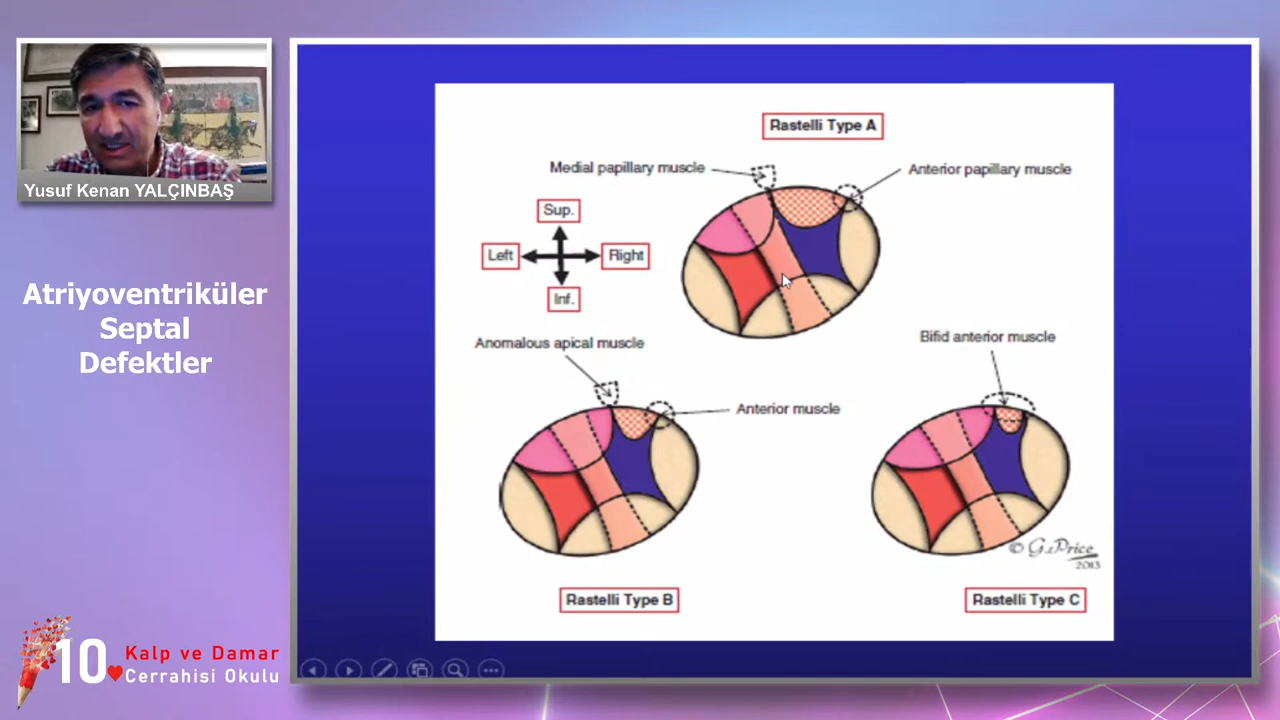 Yusuf Kenan YALÇINBAŞ
Atriyoventriküler
Septal
Defektler
10
Kalp ve Damar
Cerrahisi Okulu
Rastelli Type A
Medial papillary muscle
Anterior papillary muscle
Sup.
Left
Right
Inf.
Anomalous apical muscle
Bifid anterior muscle
Anterior muscle
© G.Price
2013
Rastelli Type B
Rastelli Type C